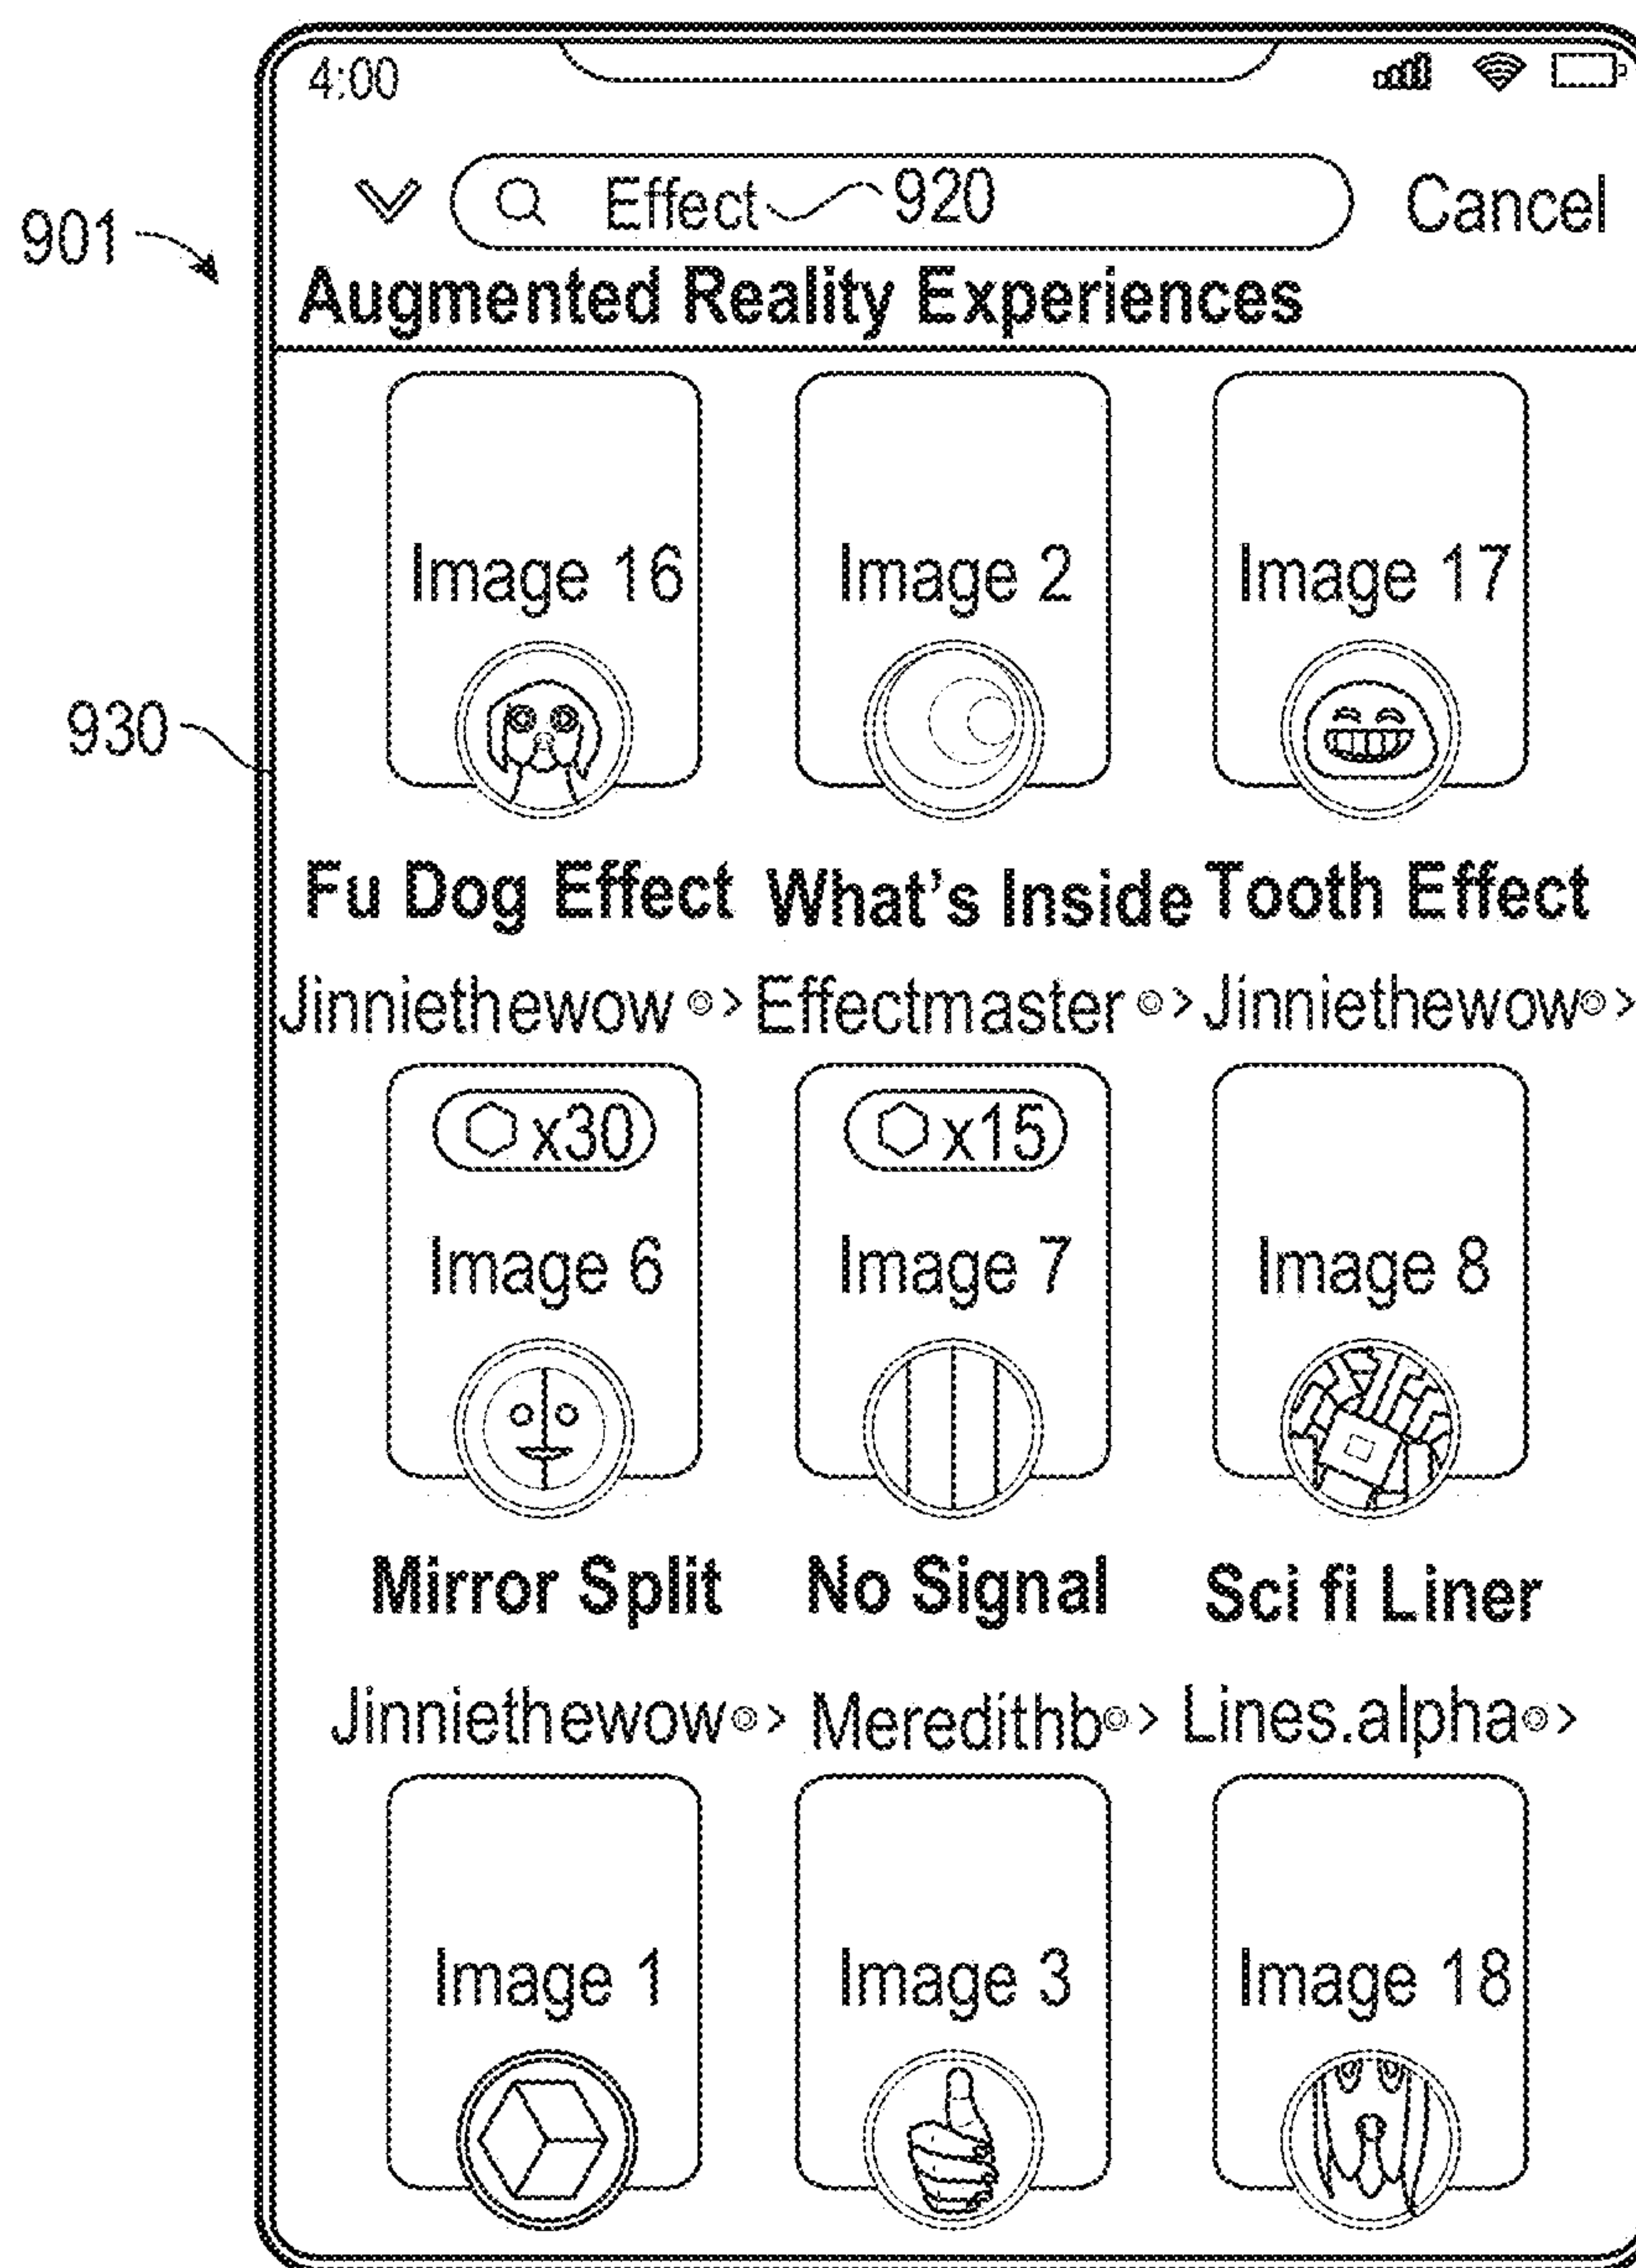 4:00
Effect 920 Cancel
901
Augmented Reality Experiences
Image 16 Image 2 Image 17
930
Fu Dog Effect What's Inside Tooth Effect
Jinniethewow > Effectmaster > Jinniethewow >
x30 x15
Image 6 Image 7 Image 8
Mirror Split No Signal Sci fi Liner
Jinniethewow > Meredithb > Lines.alpha >
Image 1 Image 3 Image 18